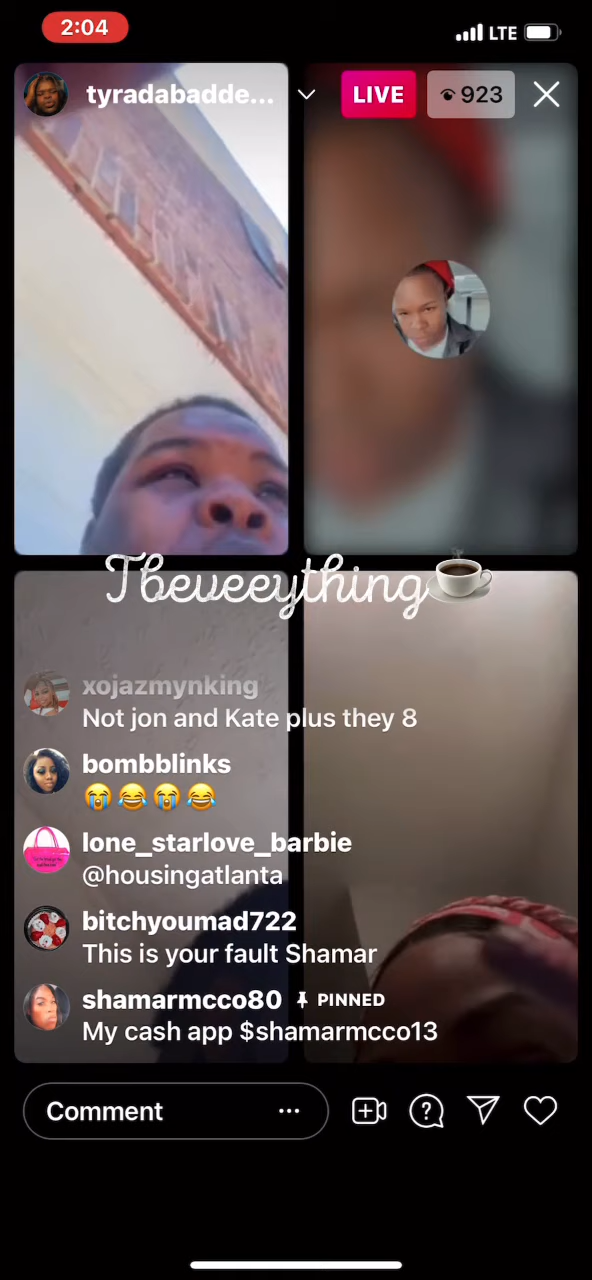 2:04
LTE
tyradabadde...
LIVE
923
Tbeveeything
xojazmynking
Not jon and Kate plus they 8
bombblinks
😭😂😭😂
lone_starlove_barbie
@housingatlanta
bitchyoumad722
This is your fault Shamar
shamarmcco80 PINNED
My cash app $shamarmcco13
Comment